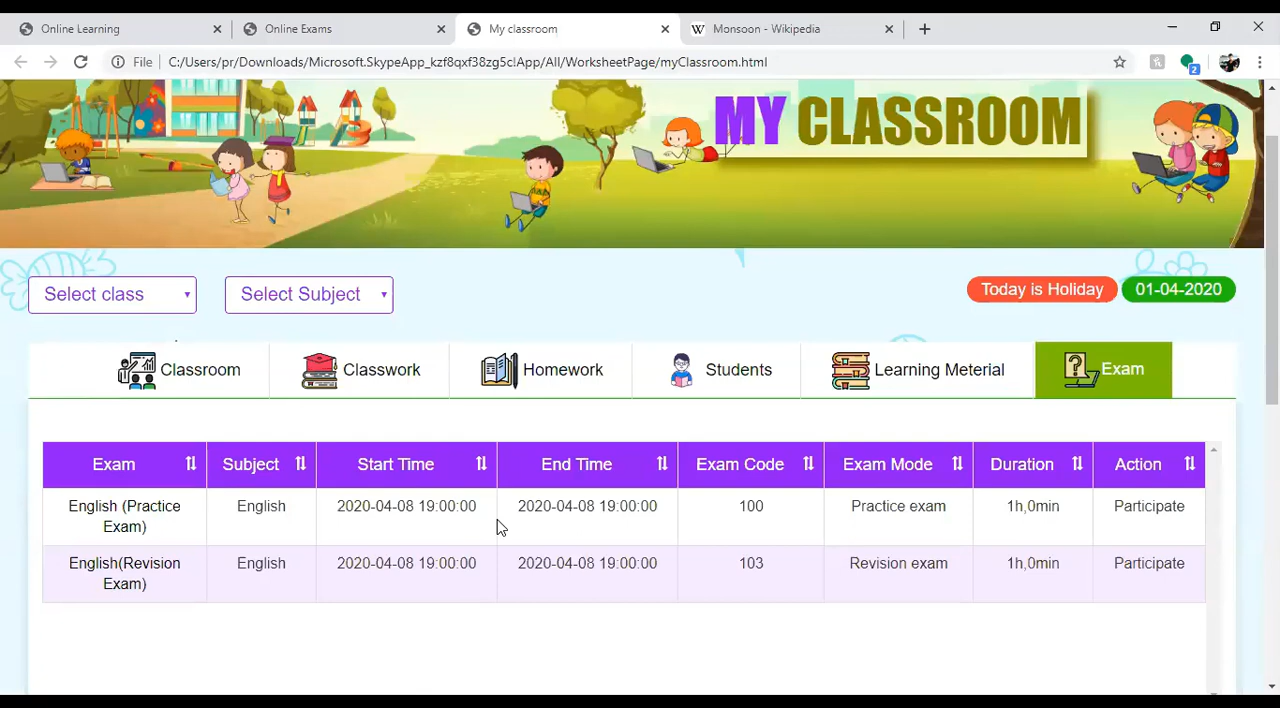 Online Learning
Online Exams
My classroom
Monsoon - Wikipedia
File
C:/Users/pr/Downloads/Microsoft.SkypeApp_kzf8qxf38zg5c!App/All/WorksheetPage/myClassroom.html
2
MY CLASSROOM
Select class
Select Subject
Today is Holiday
01-04-2020
Classroom
Classwork
Homework
Students
Learning Meterial
Exam
Exam Subject Start Time End Time Exam Code Exam Mode Duration Action
English (Practice English 2020-04-08 19:00:00 2020-04-08 19:00:00 100 Practice exam 1h,0min Participate
Exam)
English(Revision English 2020-04-08 19:00:00 2020-04-08 19:00:00 103 Revision exam 1h,0min Participate
Exam)